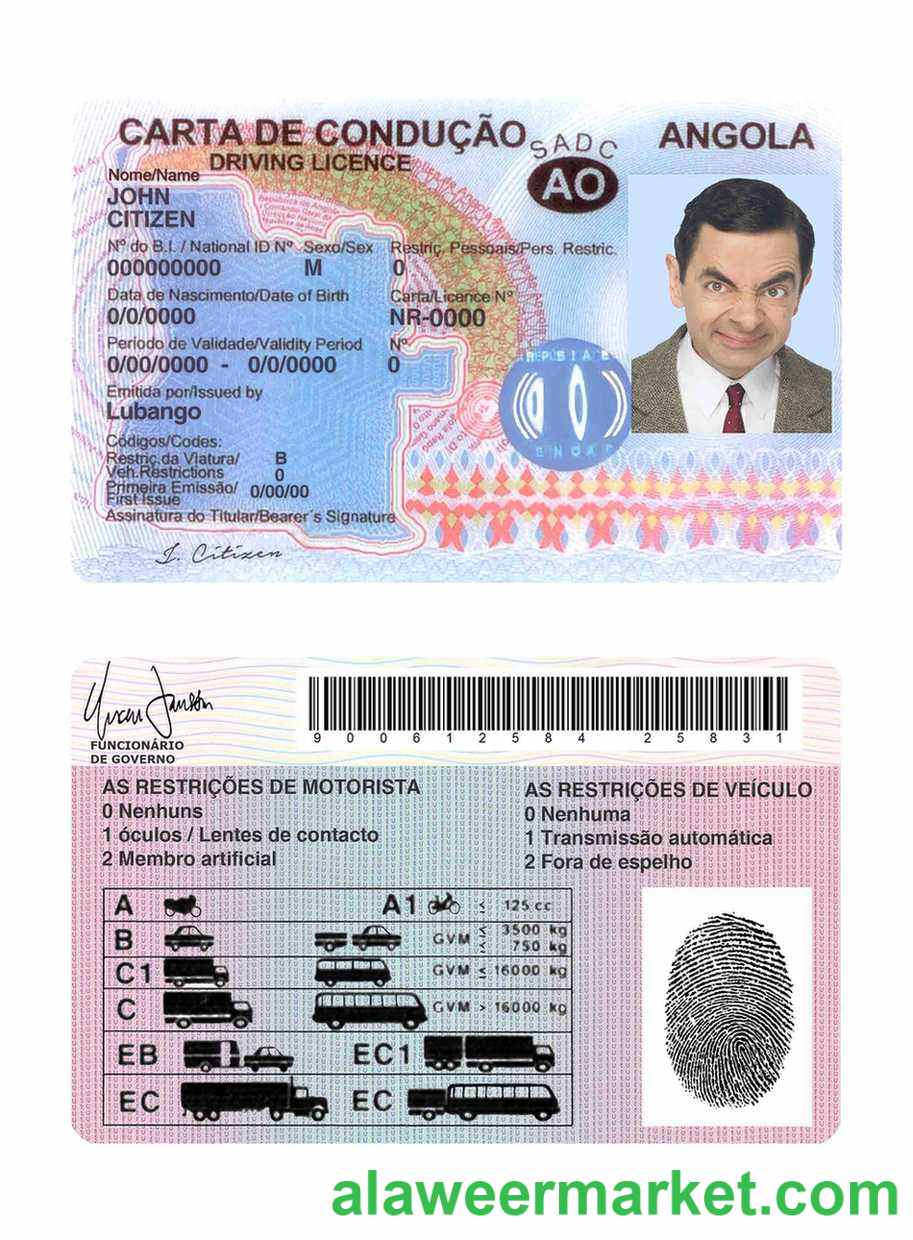 CARTA DE CONDUÇÃO
DRIVING LICENCE
SADC
AO
ANGOLA
Nome/Name
JOHN
CITIZEN
Nº do B.I. / National ID Nº Sexo/Sex Restriç. Pessoais/Pers. Restric.
000000000 M 0
Data de Nascimento/Date of Birth Carta/Licence Nº
0/0/0000 NR-0000
Periodo de Validade/Validity Period Nº
0/00/0000 - 0/0/0000 0
Emitida por/Issued by
Lubango
Códigos/Codes:
Restriç.da Viatura/ B
Veh.Restrictions 0
Primeira Emissão/ 0/00/00
First Issue
Assinatura do Titular/Bearer´s Signature
J. Citizen
FUNCIONÁRIO
DE GOVERNO
9 0 0 6 1 2 5 8 4 2 5 8 3 1
AS RESTRIÇÕES DE MOTORISTA
0 Nenhuns
1 óculos / Lentes de contacto
2 Membro artificial
AS RESTRIÇÕES DE VEÍCULO
0 Nenhuma
1 Transmissão automática
2 Fora de espelho
A A1 ≤ 125 cc
B GVM ≤ 3500 kg
≤ 750 kg
C1 GVM ≤ 16000 kg
C GVM > 16000 kg
EB EC1
EC EC
alaweermarket.com